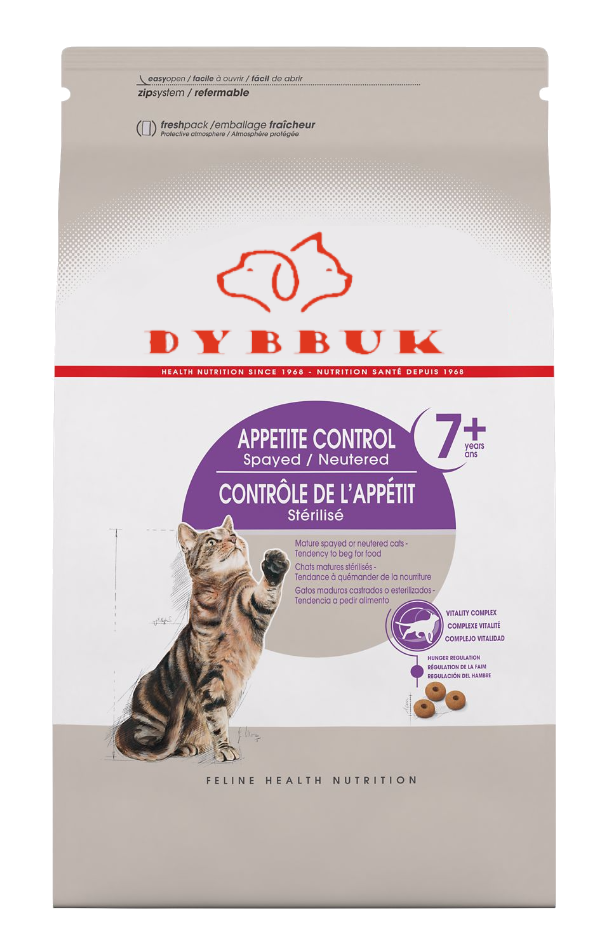 easyopen / facile à ouvrir / fácil de abrir
zipsystem / refermable
freshpack / emballage fraîcheur
Protective atmosphere / Atmosphère protégée
DYBBUK
HEALTH NUTRITION SINCE 1968 - NUTRITION SANTÉ DEPUIS 1968
APPETITE CONTROL
Spayed / Neutered
7+
years
ans
CONTRÔLE DE L'APPÉTIT
Stérilisé
Mature spayed or neutered cats -
Tendency to beg for food
Chats matures stérilisés -
Tendance à quémander de la nourriture
Gatos maduros castrados o esterilizados -
Tendencia a pedir alimento
VITALITY COMPLEX
COMPLEXE VITALITÉ
COMPLEJO VITALIDAD
HUNGER REGULATION
RÉGULATION DE LA FAIM
REGULACIÓN DEL HAMBRE
FELINE HEALTH NUTRITION